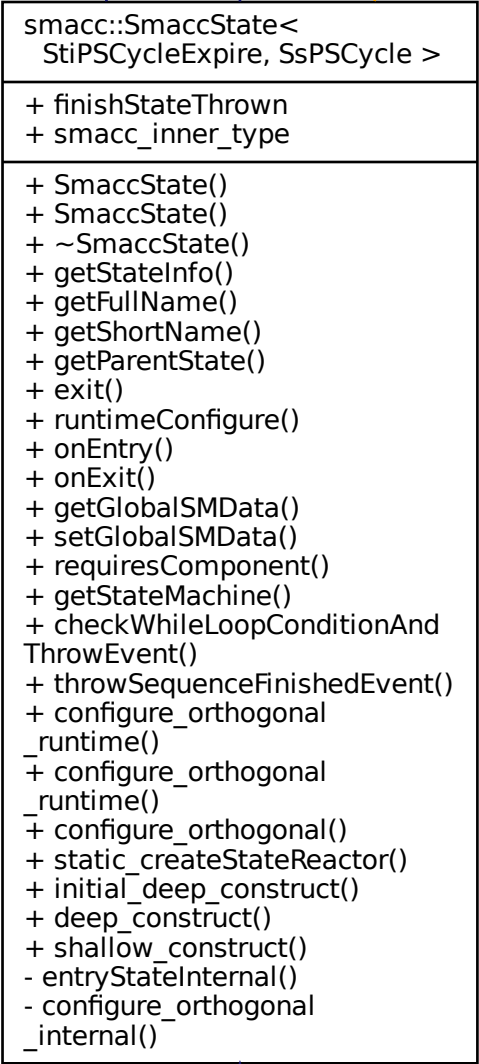 smacc::SmaccState<
StiPSCycleExpire, SsPSCycle >
+ finishStateThrown
+ smacc_inner_type
+ SmaccState()
+ SmaccState()
+ ~SmaccState()
+ getStateInfo()
+ getFullName()
+ getShortName()
+ getParentState()
+ exit()
+ runtimeConfigure()
+ onEntry()
+ onExit()
+ getGlobalSMData()
+ setGlobalSMData()
+ requiresComponent()
+ getStateMachine()
+ checkWhileLoopConditionAnd
ThrowEvent()
+ throwSequenceFinishedEvent()
+ configure_orthogonal
_runtime()
+ configure_orthogonal
_runtime()
+ configure_orthogonal()
+ static_createStateReactor()
+ initial_deep_construct()
+ deep_construct()
+ shallow_construct()
- entryStateInternal()
- configure_orthogonal
_internal()